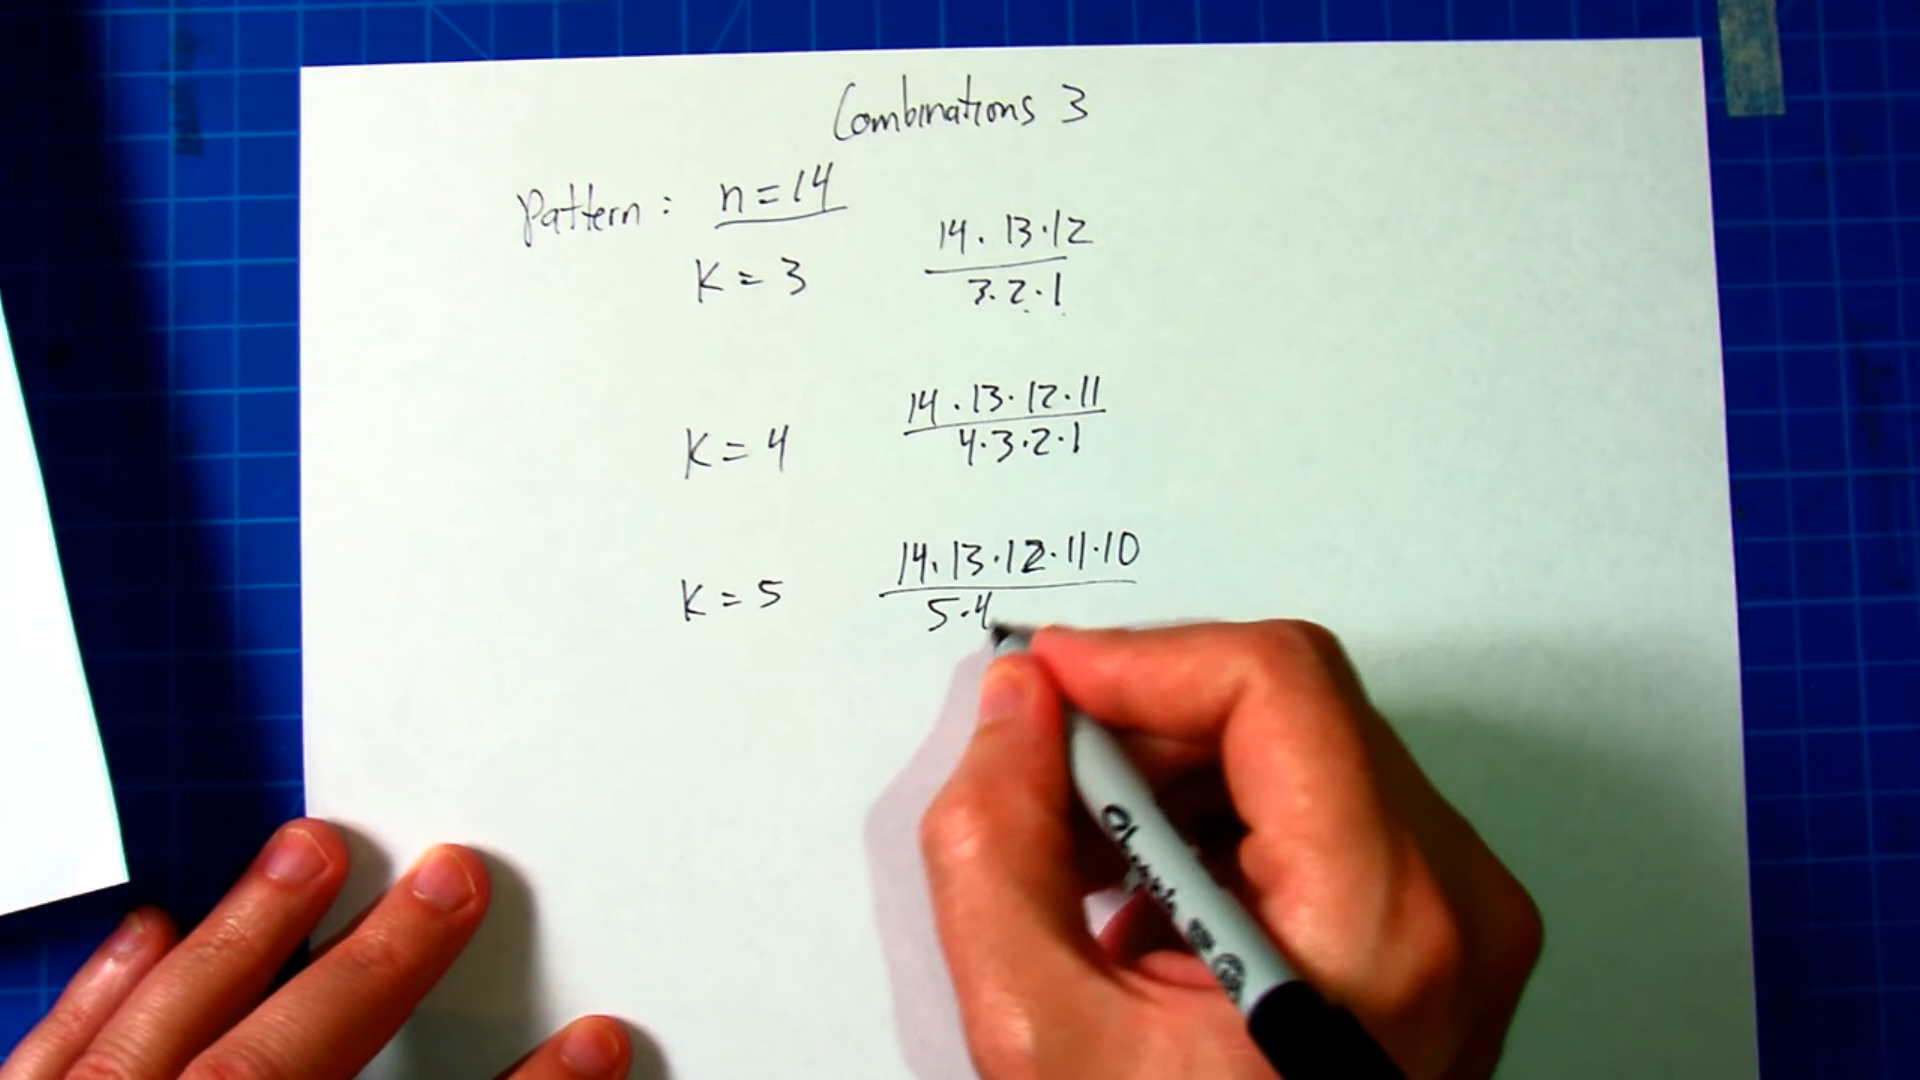 Combinations 3
Pattern: n=14
K = 3
14 · 13 · 12
3 · 2 · 1
K = 4
14 · 13 · 12 · 11
4 · 3 · 2 · 1
K = 5
14 · 13 · 12 · 11 · 10
5 · 4